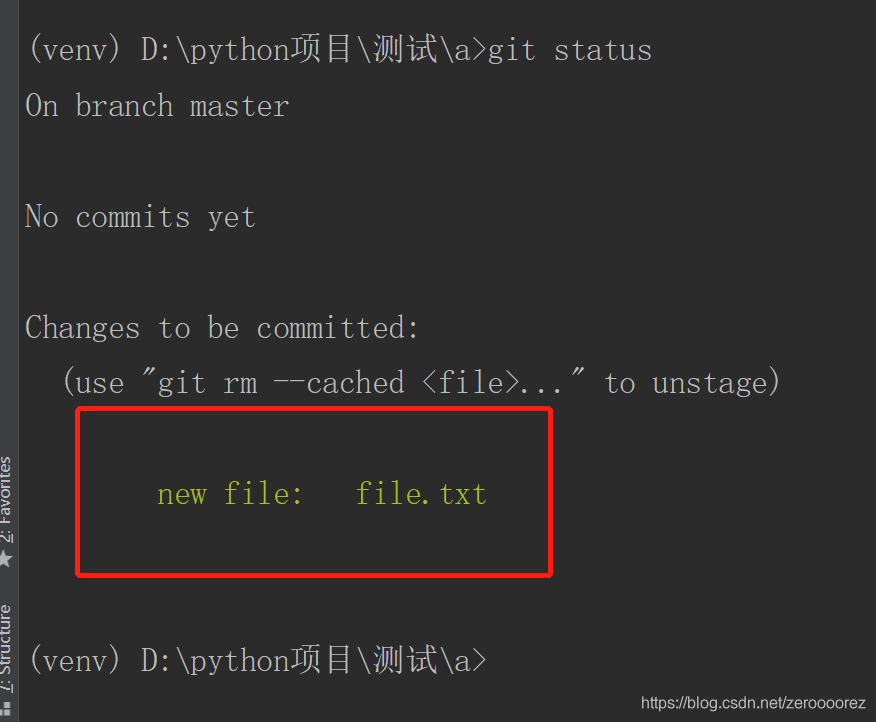 (venv) D:\python项目\测试\a>git status
On branch master
No commits yet
Changes to be committed:
(use "git rm --cached <file>..." to unstage)
new file:   file.txt
(venv) D:\python项目\测试\a>
2: Favorites
7: Structure
https://blog.csdn.net/zeroooorez